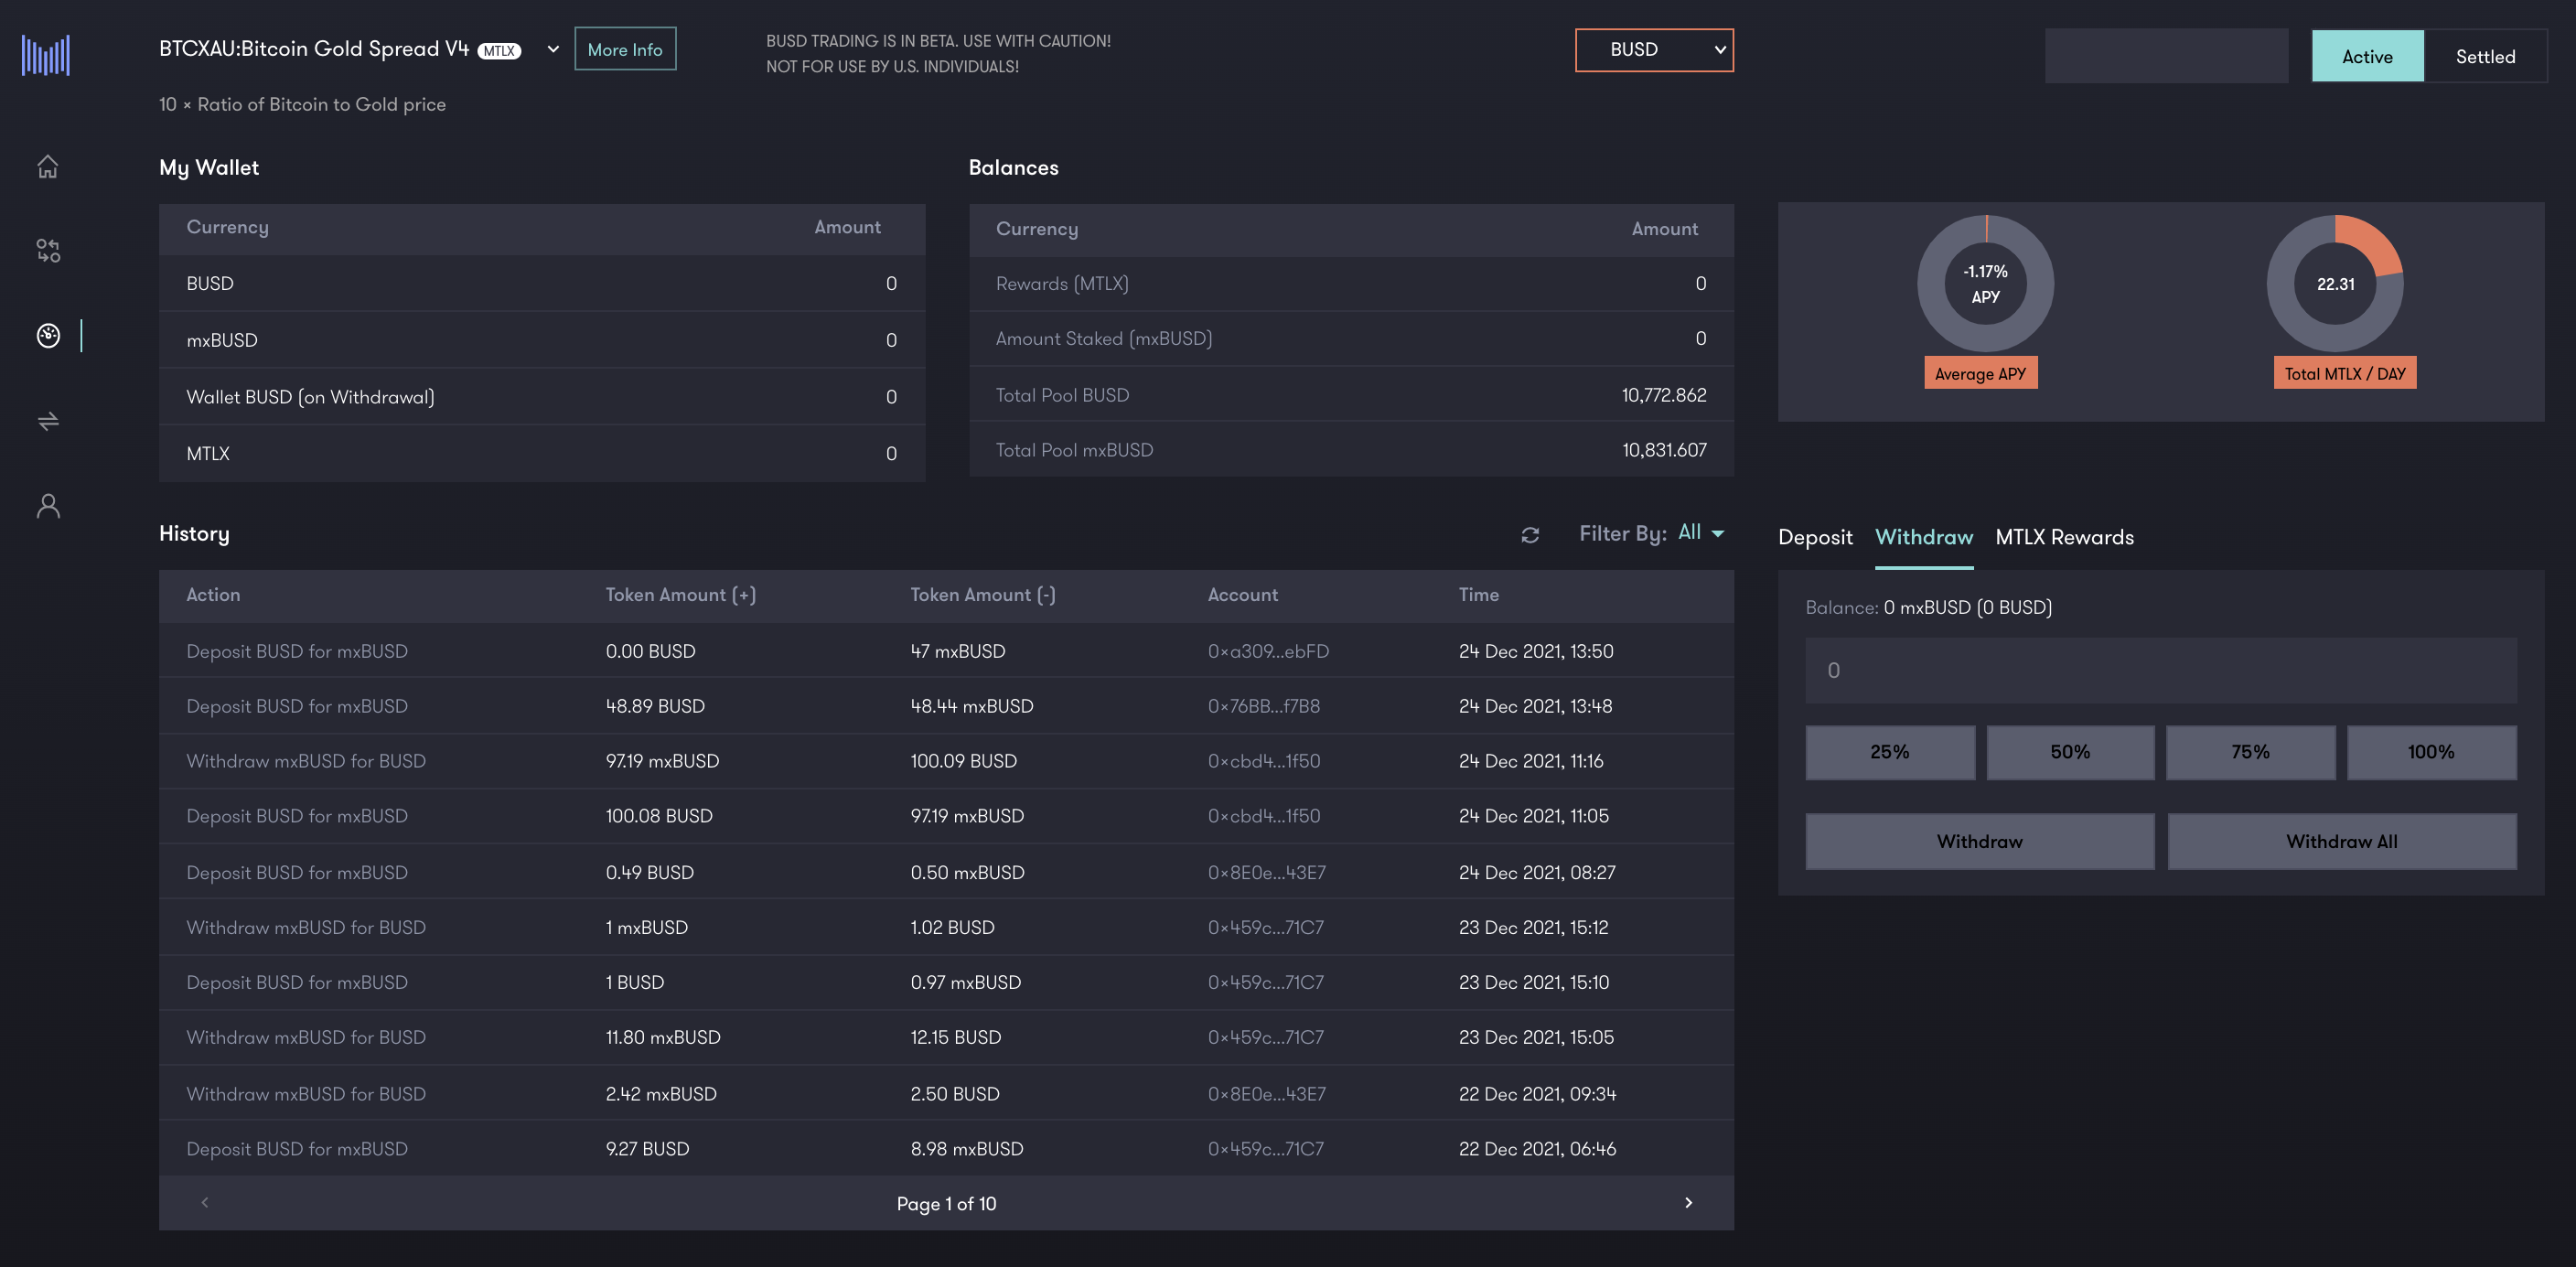 BTCXAU:Bitcoin Gold Spread V4 MTLX
More Info
BUSD TRADING IS IN BETA. USE WITH CAUTION!
NOT FOR USE BY U.S. INDIVIDUALS!
BUSD
Active
Settled
10 × Ratio of Bitcoin to Gold price
My Wallet
Currency Amount
BUSD 0
mxBUSD 0
Wallet BUSD (on Withdrawal) 0
MTLX 0
Balances
Currency Amount
Rewards (MTLX) 0
Amount Staked (mxBUSD) 0
Total Pool BUSD 10,772.862
Total Pool mxBUSD 10,831.607
-1.17%
APY
Average APY
22.31
Total MTLX / DAY
History
Filter By: All
Action Token Amount (+) Token Amount (-) Account Time
Deposit BUSD for mxBUSD 0.00 BUSD 47 mxBUSD 0×a309...ebFD 24 Dec 2021, 13:50
Deposit BUSD for mxBUSD 48.89 BUSD 48.44 mxBUSD 0×76BB...f7B8 24 Dec 2021, 13:48
Withdraw mxBUSD for BUSD 97.19 mxBUSD 100.09 BUSD 0×cbd4...1f50 24 Dec 2021, 11:16
Deposit BUSD for mxBUSD 100.08 BUSD 97.19 mxBUSD 0×cbd4...1f50 24 Dec 2021, 11:05
Deposit BUSD for mxBUSD 0.49 BUSD 0.50 mxBUSD 0×8E0e...43E7 24 Dec 2021, 08:27
Withdraw mxBUSD for BUSD 1 mxBUSD 1.02 BUSD 0×459c...71C7 23 Dec 2021, 15:12
Deposit BUSD for mxBUSD 1 BUSD 0.97 mxBUSD 0×459c...71C7 23 Dec 2021, 15:10
Withdraw mxBUSD for BUSD 11.80 mxBUSD 12.15 BUSD 0×459c...71C7 23 Dec 2021, 15:05
Withdraw mxBUSD for BUSD 2.42 mxBUSD 2.50 BUSD 0×8E0e...43E7 22 Dec 2021, 09:34
Deposit BUSD for mxBUSD 9.27 BUSD 8.98 mxBUSD 0×459c...71C7 22 Dec 2021, 06:46
Page 1 of 10
Deposit Withdraw MTLX Rewards
Balance: 0 mxBUSD (0 BUSD)
0
25% 50% 75% 100%
Withdraw Withdraw All